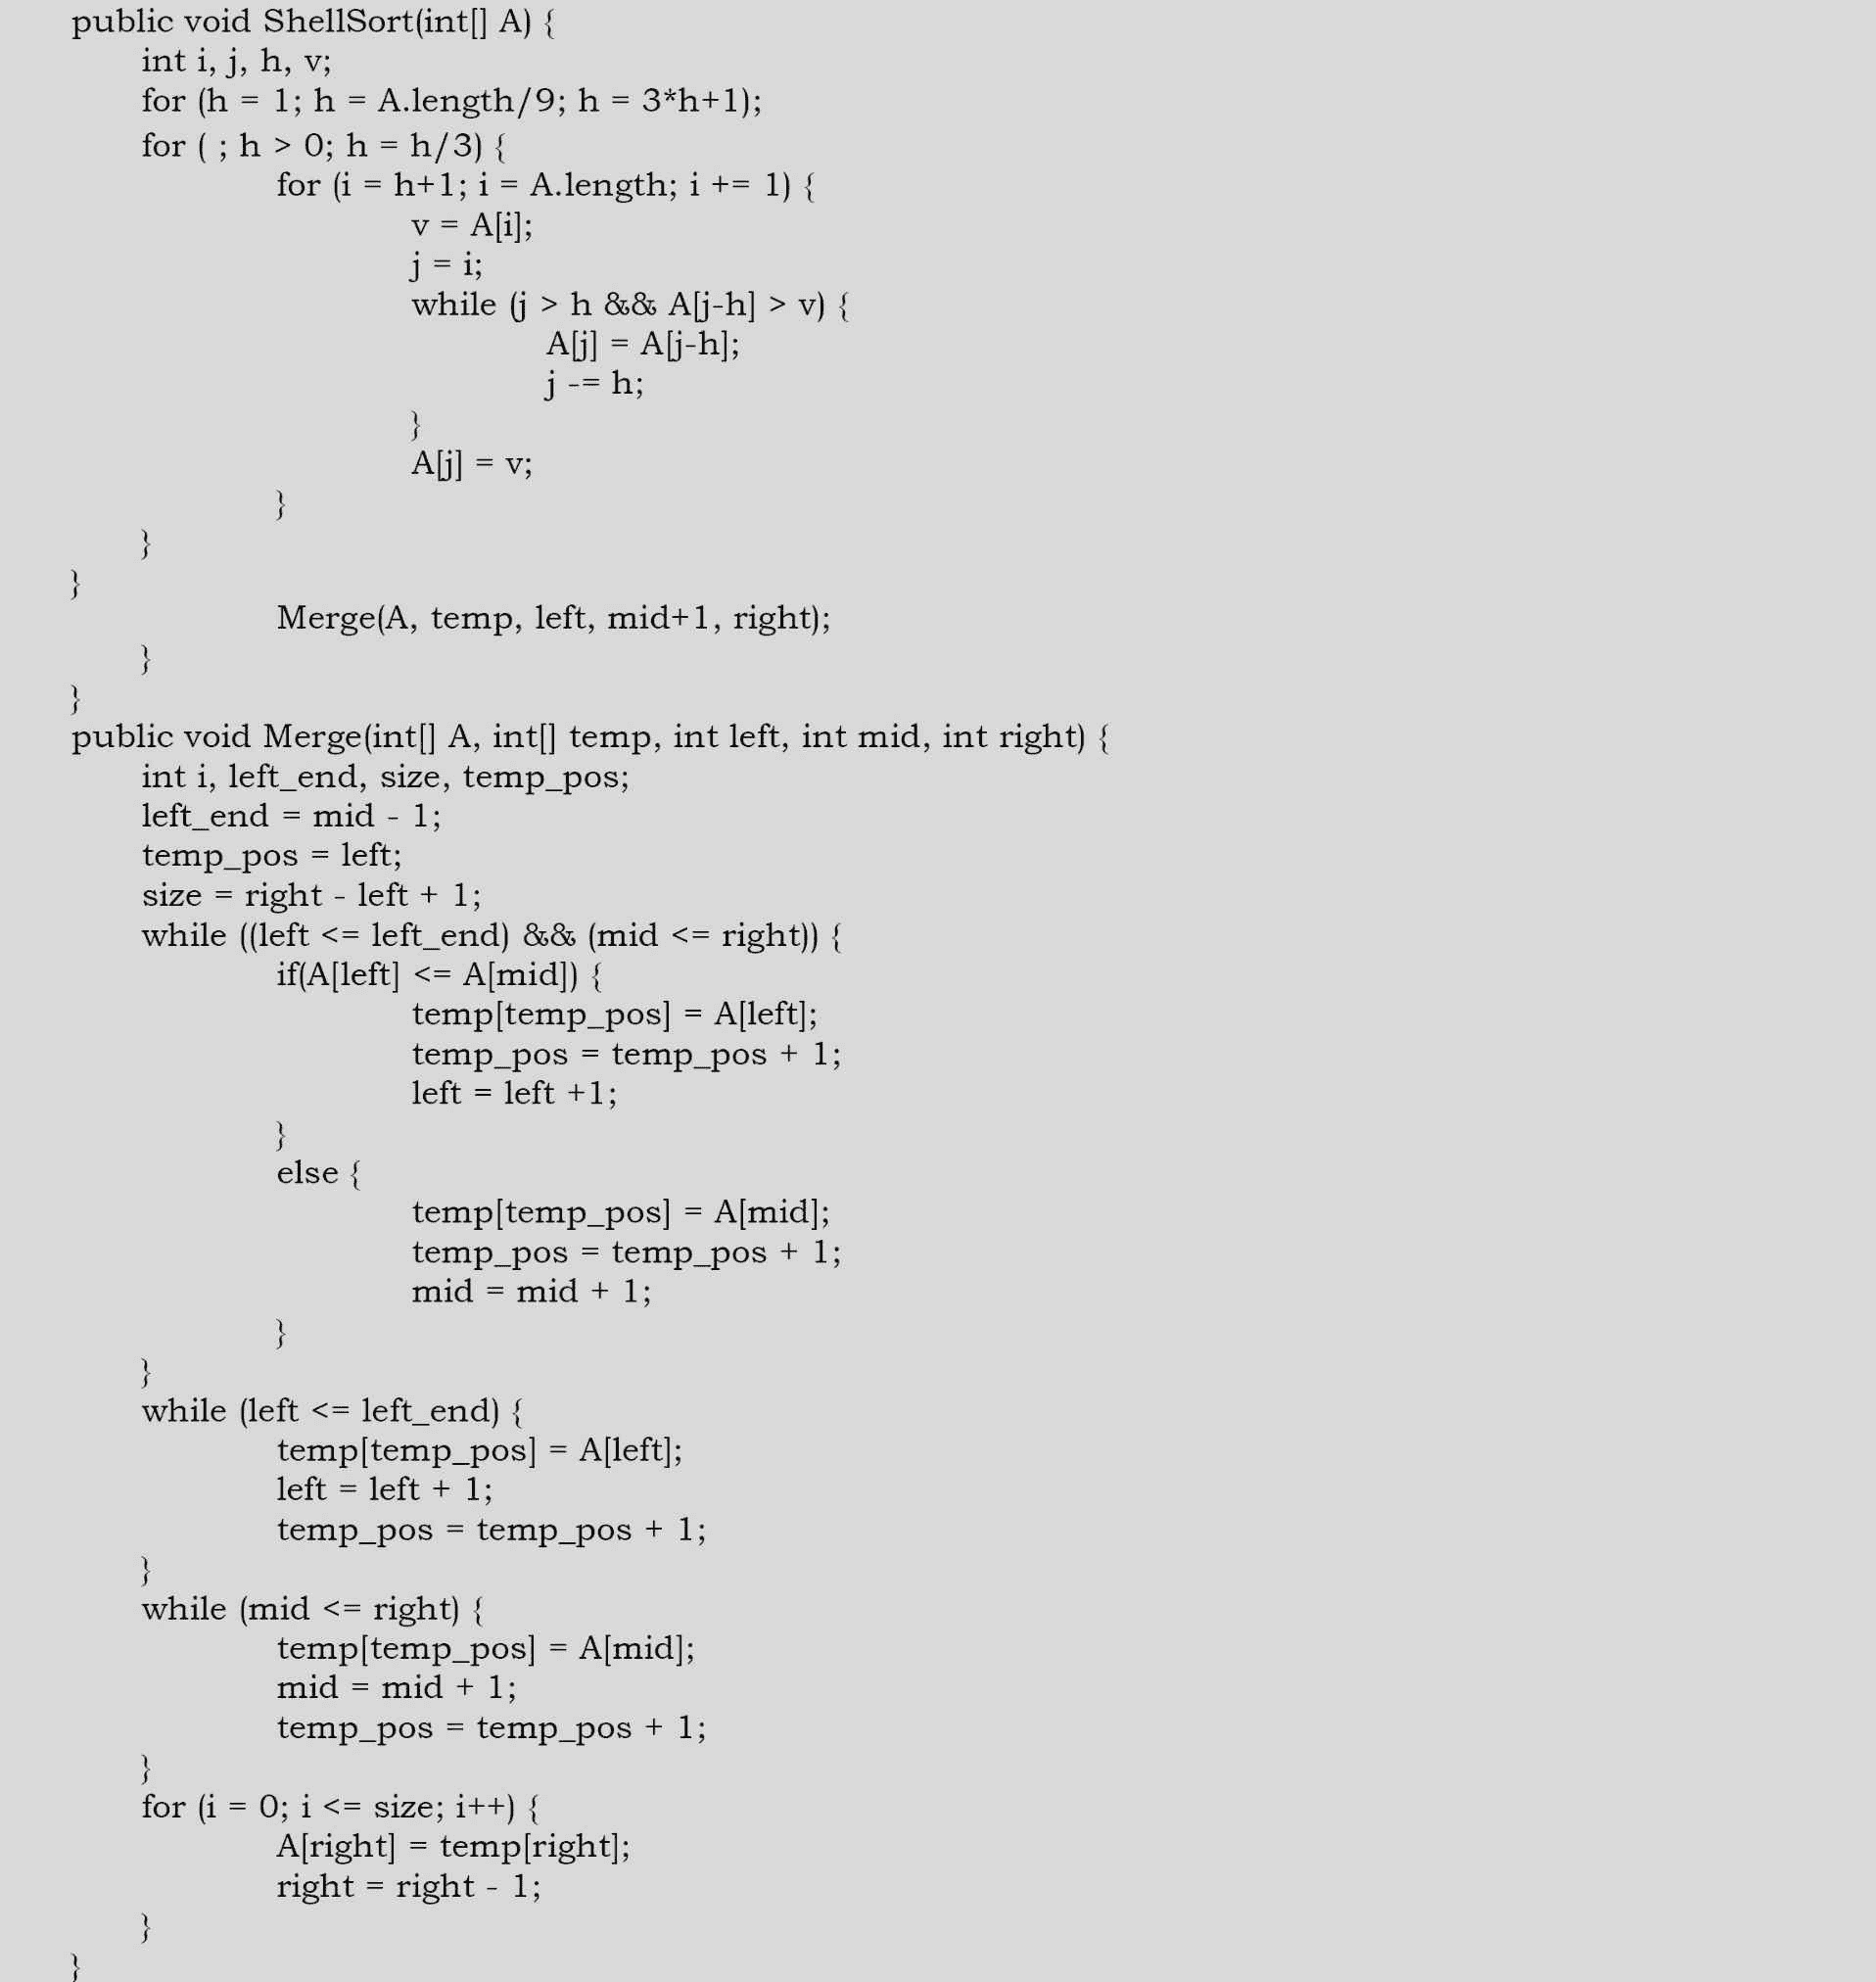 public void ShellSort(int[] A) {
int i, j, h, v;
for (h = 1; h = A.length/9; h = 3*h+1);
for ( ; h > 0; h = h/3) {
for (i = h+1; i = A.length; i += 1) {
v = A[i];
j = i;
while (j > h && A[j-h] > v) {
A[j] = A[j-h];
j -= h;
}
A[j] = v;
}
}
}
Merge(A, temp, left, mid+1, right);
}
}
public void Merge(int[] A, int[] temp, int left, int mid, int right) {
int i, left_end, size, temp_pos;
left_end = mid - 1;
temp_pos = left;
size = right - left + 1;
while ((left <= left_end) && (mid <= right)) {
if(A[left] <= A[mid]) {
temp[temp_pos] = A[left];
temp_pos = temp_pos + 1;
left = left +1;
}
else {
temp[temp_pos] = A[mid];
temp_pos = temp_pos + 1;
mid = mid + 1;
}
}
while (left <= left_end) {
temp[temp_pos] = A[left];
left = left + 1;
temp_pos = temp_pos + 1;
}
while (mid <= right) {
temp[temp_pos] = A[mid];
mid = mid + 1;
temp_pos = temp_pos + 1;
}
for (i = 0; i <= size; i++) {
A[right] = temp[right];
right = right - 1;
}
}